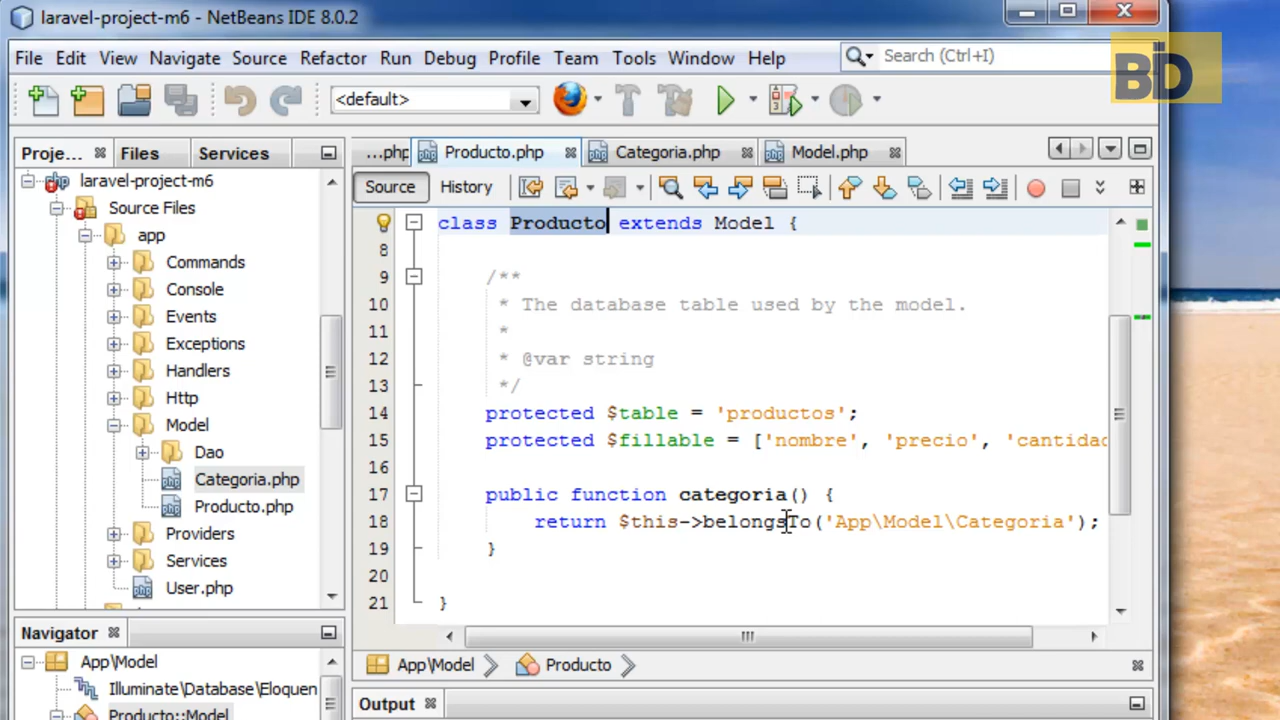 laravel-project-m6 - NetBeans IDE 8.0.2
File Edit View Navigate Source Refactor Run Debug Profile Team Tools Window Help
Search (Ctrl+I)
BID
<default>
Proje... Files Services
...php Producto.php Categoria.php Model.php
Source History
laravel-project-m6
Source Files
app
Commands
Console
Events
Exceptions
Handlers
Http
Model
Dao
Categoria.php
Producto.php
Providers
Services
User.php
class Producto extends Model {
8
9 /**
10 * The database table used by the model.
11 *
12 * @var string
13 */
14 protected $table = 'productos';
15 protected $fillable = ['nombre', 'precio', 'cantidad
16
17 public function categoria() {
18 return $this->belongsTo('App\Model\Categoria');
19 }
20
21 }
Navigator
App\Model
Illuminate\Database\Eloquen
Producto::Model
App\Model Producto
Output